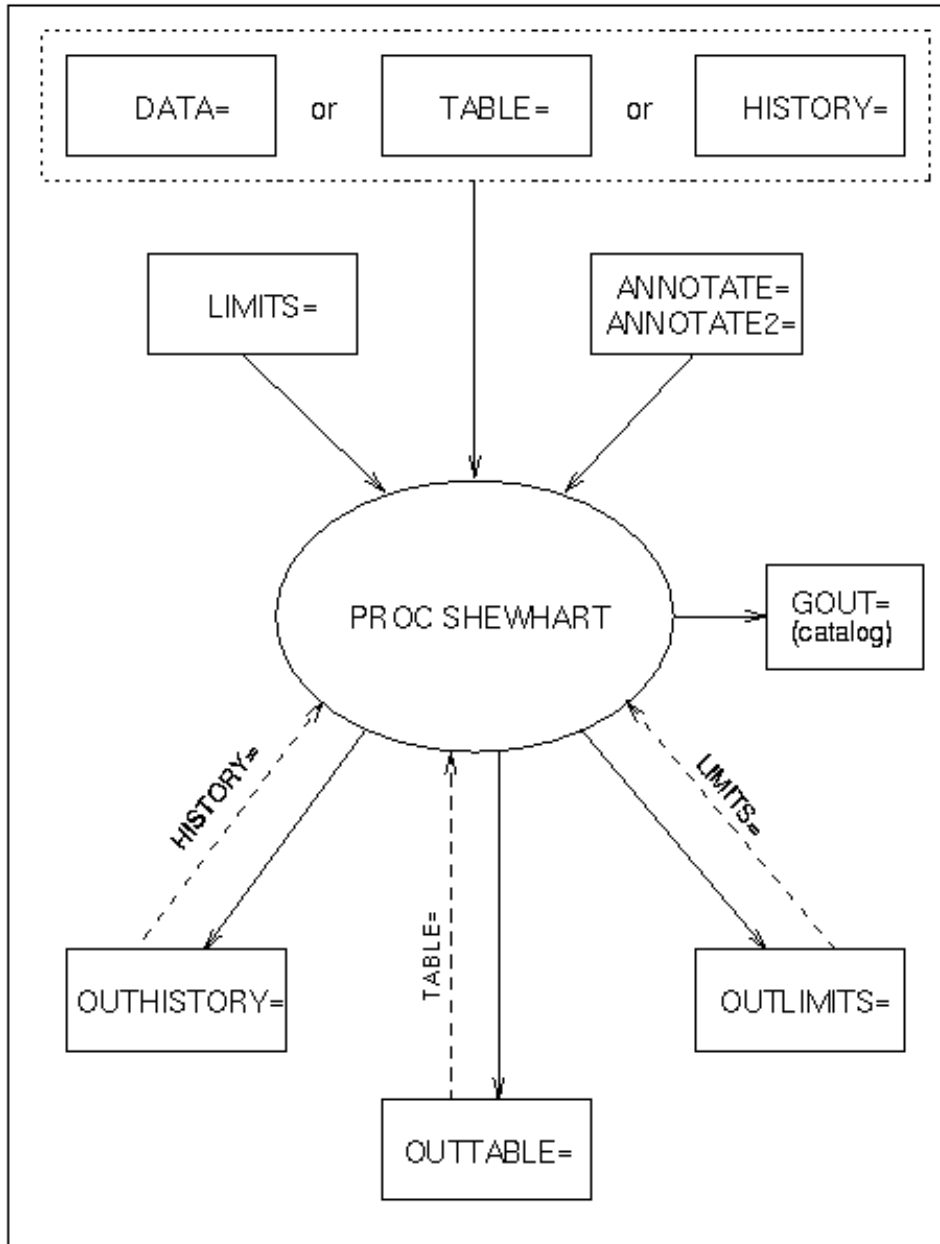 DATA= or TABLE= or HISTORY=
LIMITS=
ANNOTATE=
ANNOTATE2=
PROC SHEWHART
GOUT=
(catalog)
HISTORY=
LIMITS=
TABLE=
OUTHISTORY=
OUTLIMITS=
OUTTABLE=